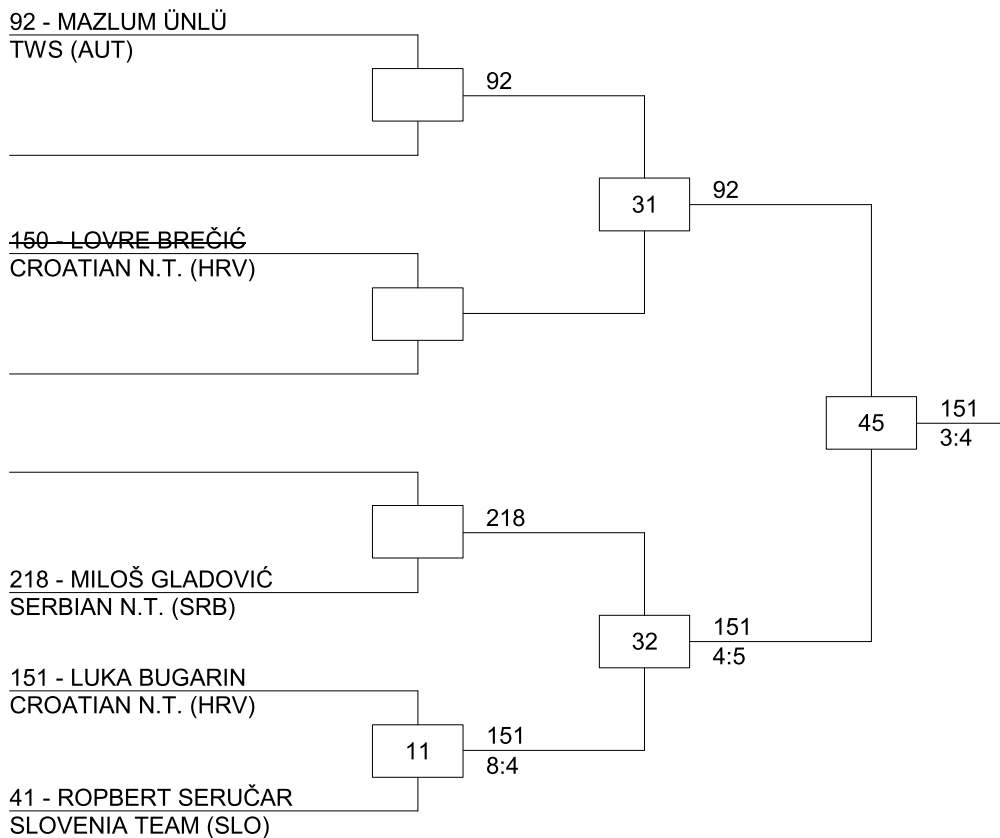 92 - MAZLUM ÜNLÜ
TWS (AUT)
92
31
92
150 - LOVRE BREČIĆ
CROATIAN N.T. (HRV)
45
151
3:4
218
218 - MILOŠ GLADOVIĆ
SERBIAN N.T. (SRB)
32
151
4:5
151 - LUKA BUGARIN
CROATIAN N.T. (HRV)
11
151
8:4
41 - ROPBERT SERUČAR
SLOVENIA TEAM (SLO)